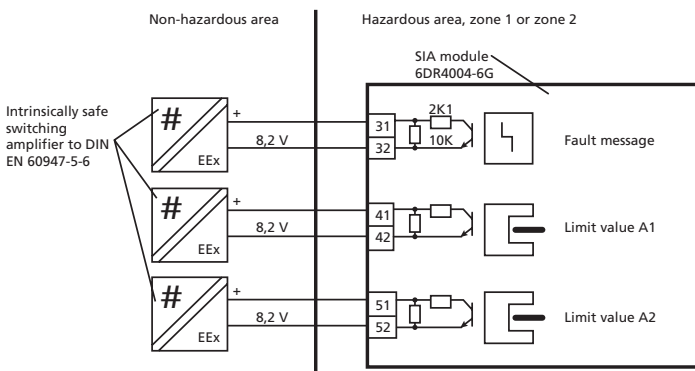 Non-hazardous area
Hazardous area, zone 1 or zone 2
SIA module
6DR4004-6G
Intrinsically safe
switching
amplifier to DIN
EN 60947-5-6
#
+
8,2 V
EEx
31
32
2K1
10K
Fault message
#
+
8,2 V
EEx
41
42
Limit value A1
#
+
8,2 V
EEx
51
52
Limit value A2